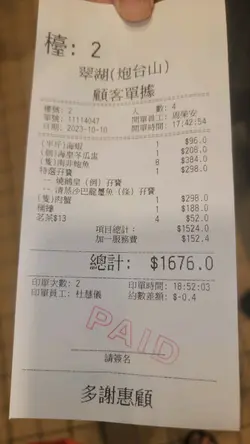 檯: 2
翠湖(炮台山)
顧客單據
檯號: 2
人 數: 4
單號: 11114047
開單員工:
日期: 2023-10-10
開單時間: 17:42:54
(半斤)海蝦 1 $96.0
(例)海皇冬瓜盅 1 $208.0
(隻)南非鮑魚 8 $384.0
特選孖寶 1 $298.0
-- 燒鵝皇 (例) 孖寶
-- 清蒸沙巴龍躉魚 (條) 孖寶
(隻)肉蟹 1 $298.0
1 $188.0
茗茶$13 4 $52.0
項目總計: $1524.0
加一服務費 $152.4
總計: $1676.0
印單次數: 2
印單時間: 18:52:03
印單員工: 杜慧儀
約數差額: $-0.4
PAID
請簽名
多謝惠顧